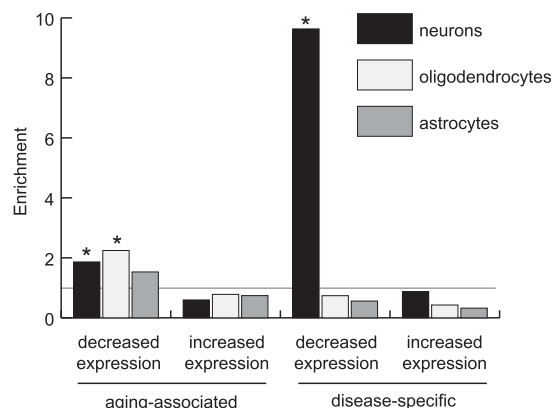 10
8
6
4
2
0
Enrichment
*
*
*
neurons
oligodendrocytes
astrocytes
decreased
expression
increased
expression
decreased
expression
increased
expression
aging-associated
disease-specific